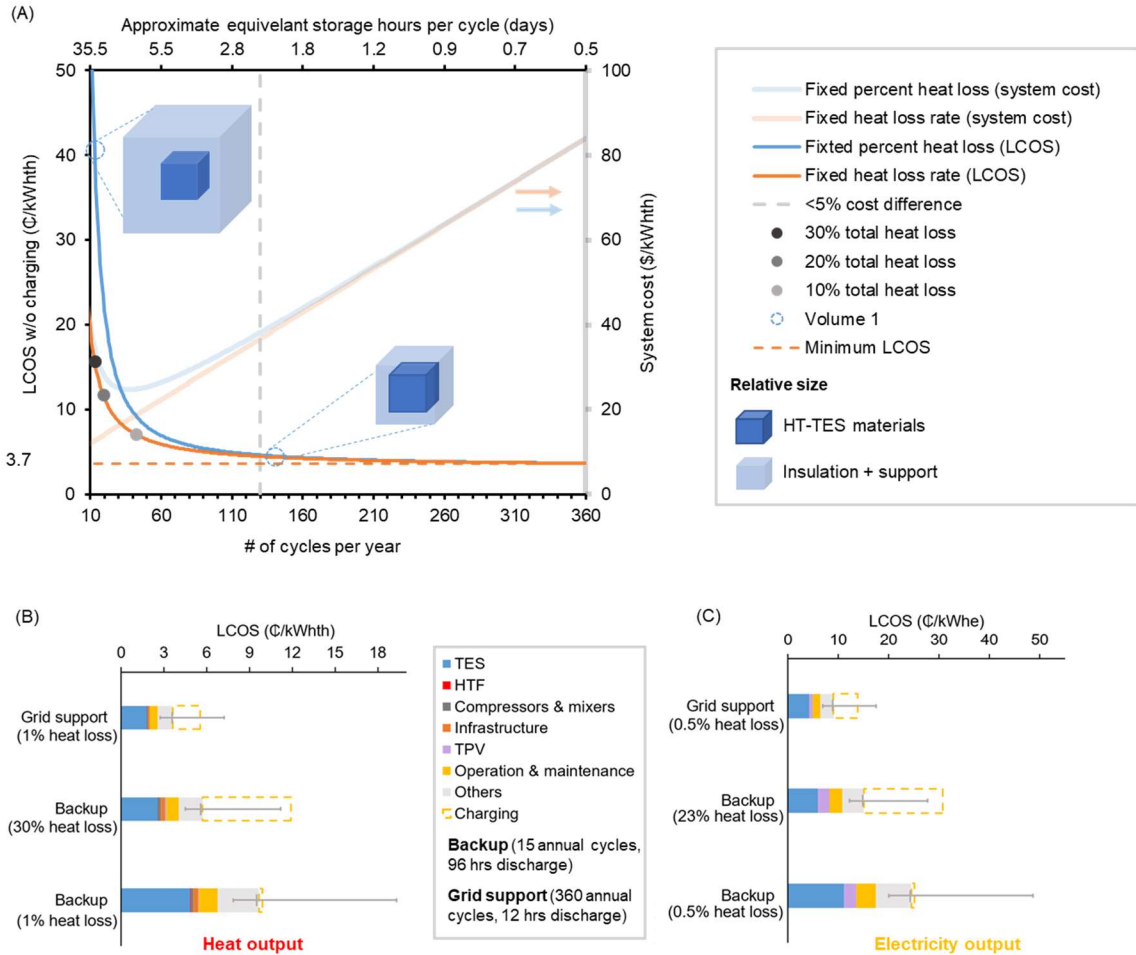 (A)
Approximate equivelant storage hours per cycle (days)
35.5 5.5 2.8 1.8 1.2 0.9 0.7 0.5
50 100
40 80
30 60
20 40
10 20
3.7
0 0
LCOS w/o charging (₵/kWhth)
System cost ($/kWhth)
10 60 110 160 210 260 310 360
# of cycles per year
Fixed percent heat loss (system cost)
Fixed heat loss rate (system cost)
Fixted percent heat loss (LCOS)
Fixed heat loss rate (LCOS)
<5% cost difference
30% total heat loss
20% total heat loss
10% total heat loss
Volume 1
Minimum LCOS
Relative size
HT-TES materials
Insulation + support
(B)
LCOS (₵/kWhth)
0 3 6 9 12 15 18
Grid support
(1% heat loss)
Backup
(30% heat loss)
Backup
(1% heat loss)
Heat output
TES
HTF
Compressors & mixers
Infrastructure
TPV
Operation & maintenance
Others
Charging
Backup (15 annual cycles,
96 hrs discharge)
Grid support (360 annual
cycles, 12 hrs discharge)
(C)
LCOS (₵/kWhe)
0 10 20 30 40 50
Grid support
(0.5% heat loss)
Backup
(23% heat loss)
Backup
(0.5% heat loss)
Electricity output